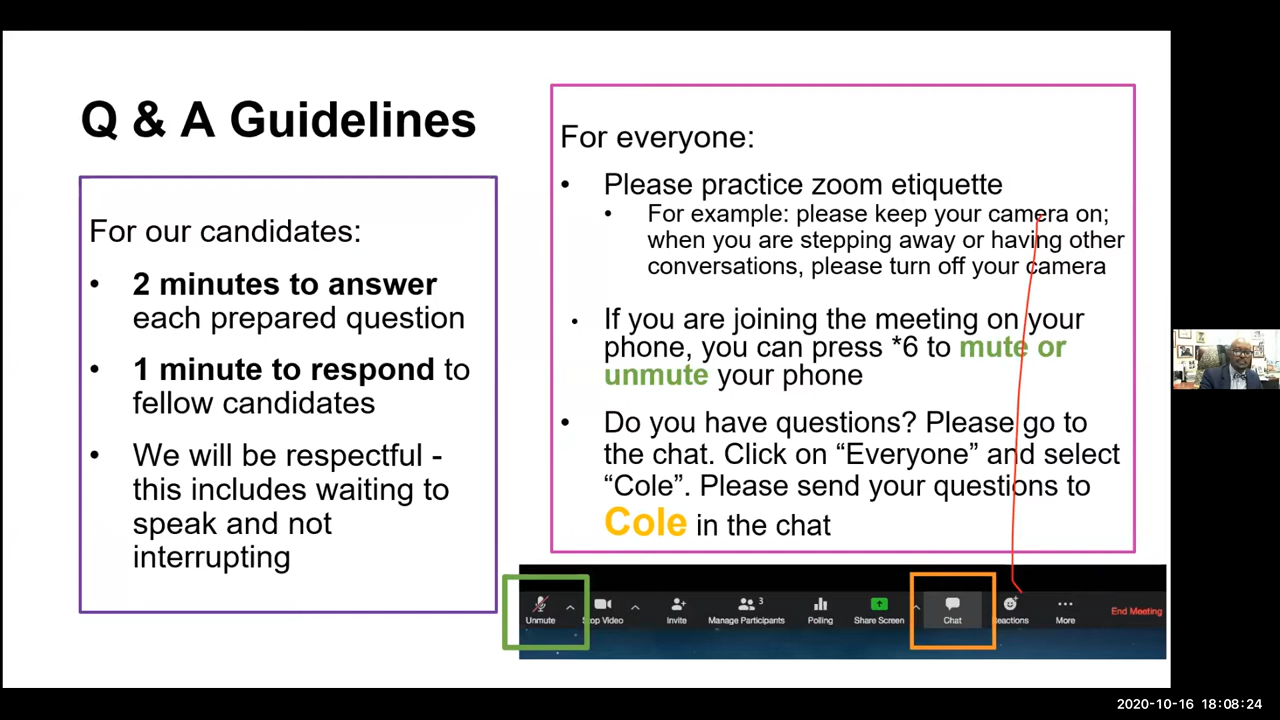 Q & A Guidelines
For our candidates:
• 2 minutes to answer
each prepared question
• 1 minute to respond to
fellow candidates
• We will be respectful -
this includes waiting to
speak and not
interrupting
For everyone:
• Please practice zoom etiquette
• For example: please keep your camera on;
when you are stepping away or having other
conversations, please turn off your camera
• If you are joining the meeting on your
phone, you can press *6 to mute or
unmute your phone
• Do you have questions? Please go to
the chat. Click on “Everyone” and select
“Cole”. Please send your questions to
Cole in the chat
Unmute Stop Video Invite Manage Participants 3 Polling Share Screen Chat Reactions More End Meeting
2020-10-16 18:08:24